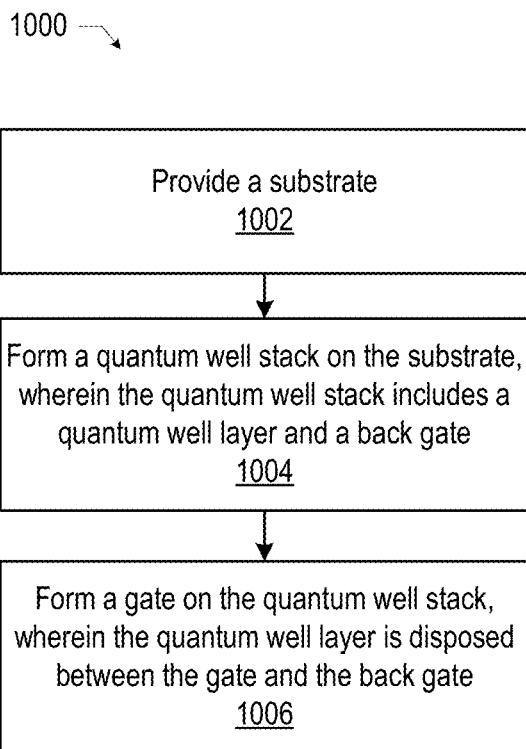 1000
Provide a substrate
1002
Form a quantum well stack on the substrate,
wherein the quantum well stack includes a
quantum well layer and a back gate
1004
Form a gate on the quantum well stack,
wherein the quantum well layer is disposed
between the gate and the back gate
1006